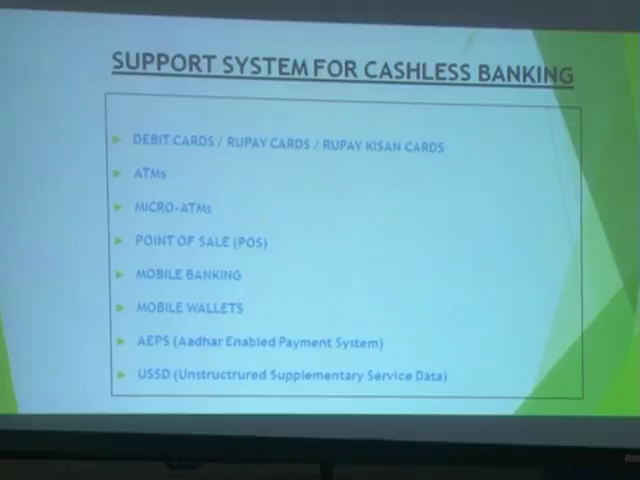 SUPPORT SYSTEM FOR CASHLESS BANKING
DEBIT CARDS / RUPAY CARDS / RUPAY KISAN CARDS
ATMs
MICRO-ATMs
POINT OF SALE (POS)
MOBILE BANKING
MOBILE WALLETS
AEPS (Aadhar Enabled Payment System)
USSD (Unstructrured Supplementary Service Data)